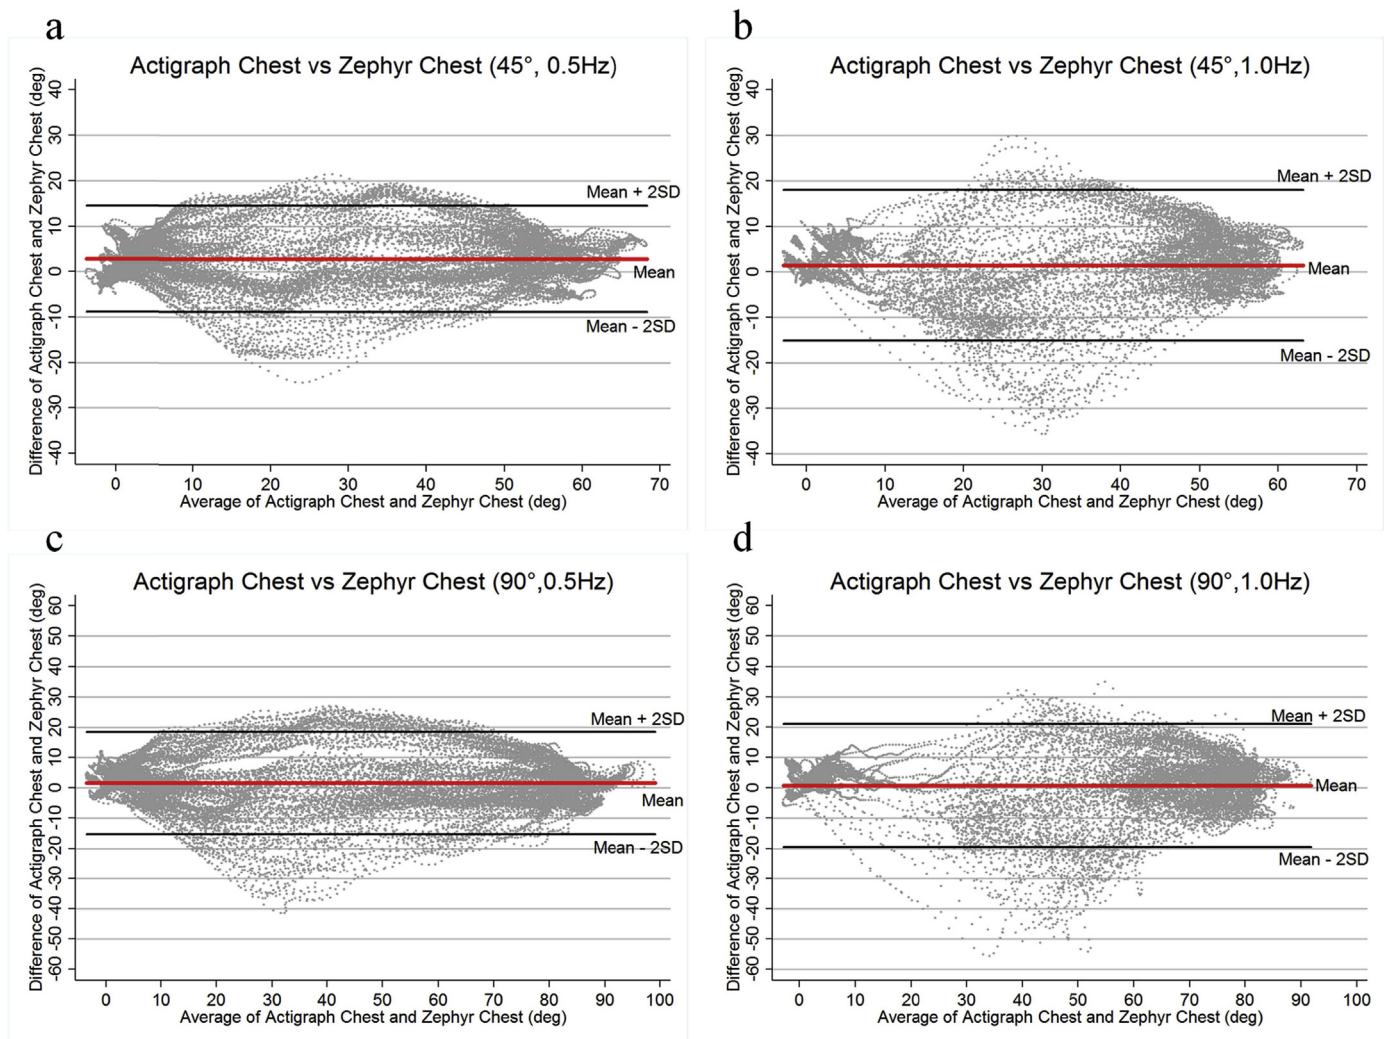 a
Actigraph Chest vs Zephyr Chest (45°, 0.5Hz)
Difference of Actigraph Chest and Zephyr Chest (deg)
40
30
20
10
0
-10
-20
-30
-40
Mean + 2SD
Mean
Mean - 2SD
0 10 20 30 40 50 60 70
Average of Actigraph Chest and Zephyr Chest (deg)
b
Actigraph Chest vs Zephyr Chest (45°,1.0Hz)
Difference of Actigraph Chest and Zephyr Chest (deg)
40
30
20
10
0
-10
-20
-30
-40
Mean + 2SD
Mean
Mean - 2SD
0 10 20 30 40 50 60 70
Average of Actigraph Chest and Zephyr Chest (deg)
c
Actigraph Chest vs Zephyr Chest (90°,0.5Hz)
Difference of Actigraph Chest and Zephyr Chest (deg)
60
50
40
30
20
10
0
-10
-20
-30
-40
-50
-60
Mean + 2SD
Mean
Mean - 2SD
0 10 20 30 40 50 60 70 80 90 100
Average of Actigraph Chest and Zephyr Chest (deg)
d
Actigraph Chest vs Zephyr Chest (90°,1.0Hz)
Difference of Actigraph Chest and Zephyr Chest (deg)
60
50
40
30
20
10
0
-10
-20
-30
-40
-50
-60
Mean + 2SD
Mean
Mean - 2SD
0 10 20 30 40 50 60 70 80 90 100
Average of Actigraph Chest and Zephyr Chest (deg)